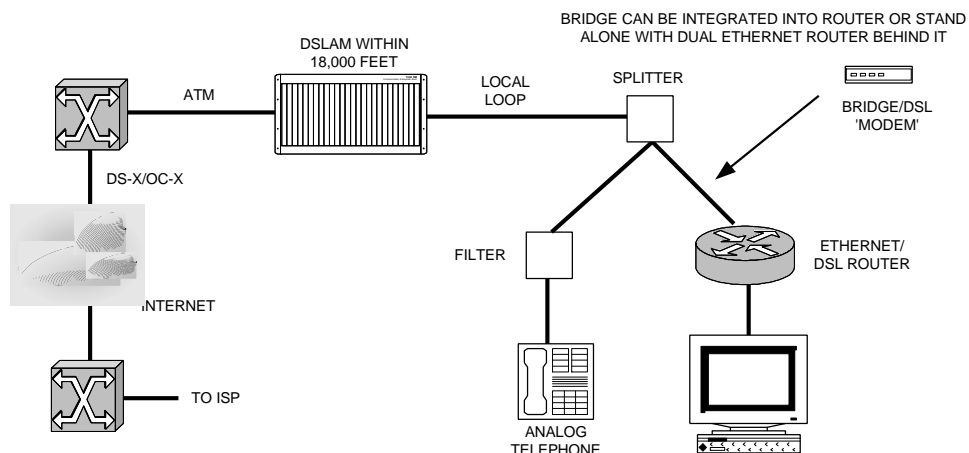 BRIDGE CAN BE INTEGRATED INTO ROUTER OR STAND
ALONE WITH DUAL ETHERNET ROUTER BEHIND IT
DSLAM WITHIN
18,000 FEET
ATM
LOCAL
LOOP
SPLITTER
BRIDGE/DSL
'MODEM'
DS-X/OC-X
FILTER
ETHERNET/
DSL ROUTER
INTERNET
TO ISP
ANALOG
TELEPHONE